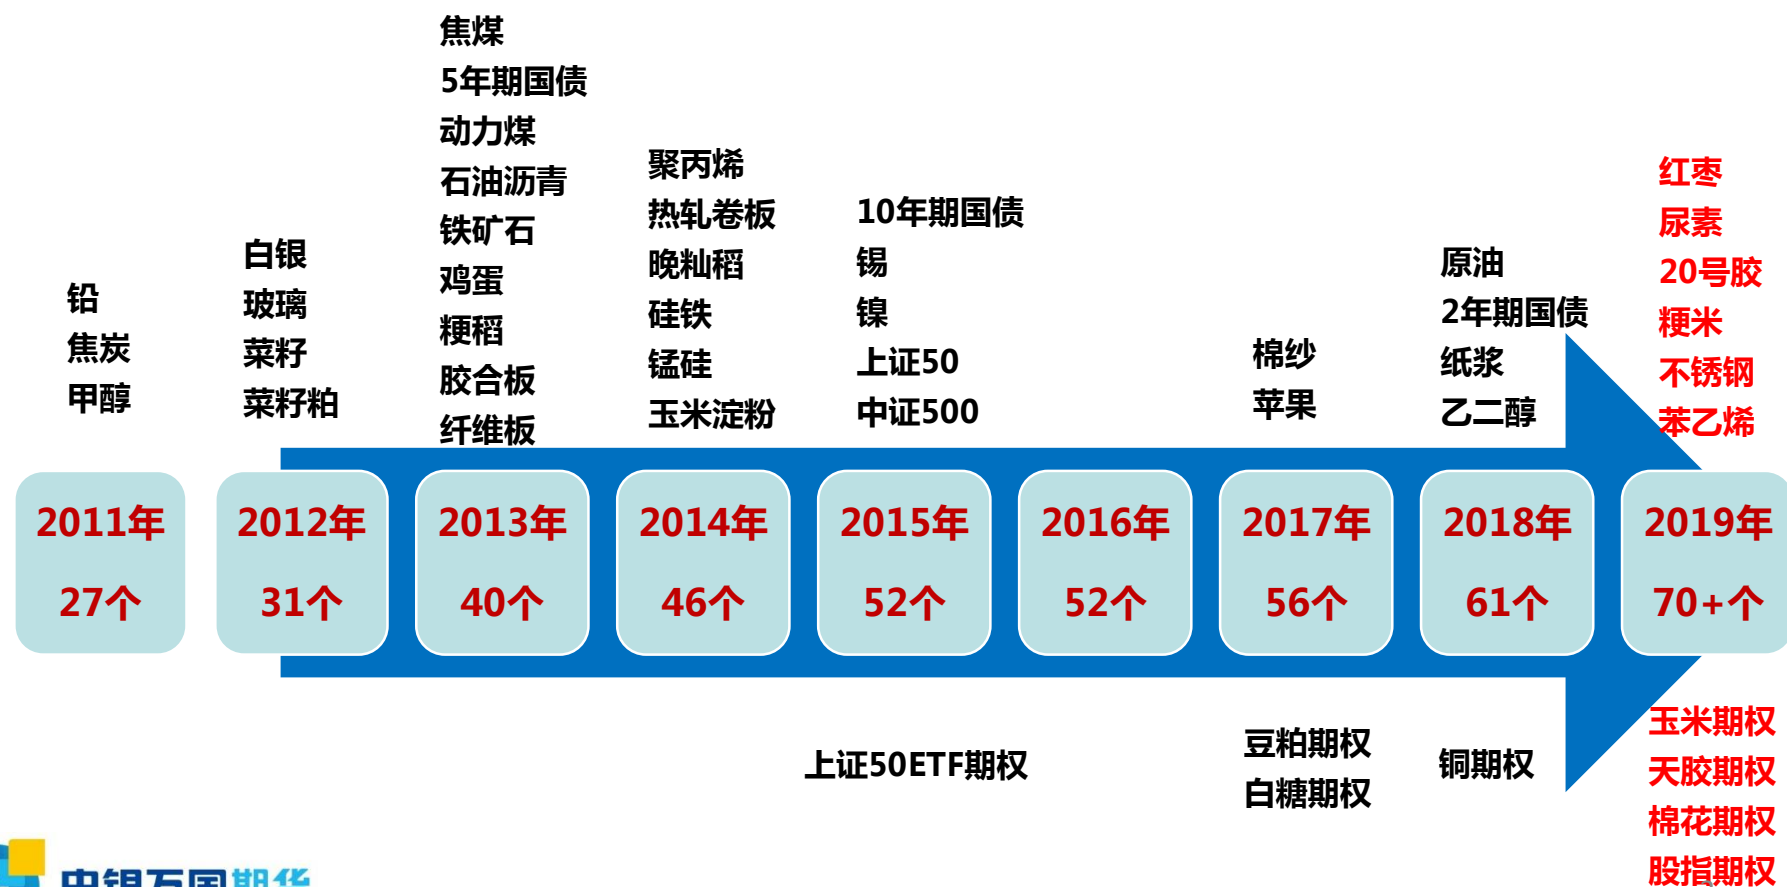 铅
焦炭
甲醇
白银
玻璃
菜籽
菜籽粕
焦煤
5年期国债
动力煤
石油沥青
铁矿石
鸡蛋
粳稻
胶合板
纤维板
聚丙烯
热轧卷板
晚籼稻
硅铁
锰硅
玉米淀粉
10年期国债
锡
镍
上证50
中证500
棉纱
苹果
原油
2年期国债
纸浆
乙二醇
红枣
尿素
20号胶
粳米
不锈钢
苯乙烯
2011年
27个
2012年
31个
2013年
40个
2014年
46个
2015年
52个
2016年
52个
2017年
56个
2018年
61个
2019年
70+个
上证50ETF期权
豆粕期权
白糖期权
铜期权
玉米期权
天胶期权
棉花期权
股指期权
万国期货